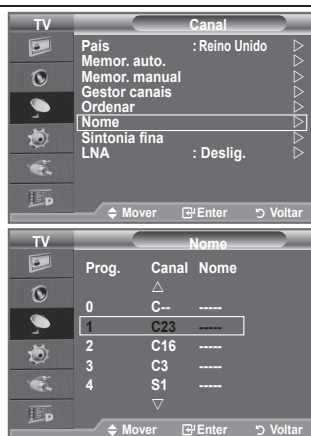 TV Canal
País : Reino Unido
Memor. auto.
Memor. manual
Gestor canais
Ordenar
Nome
Sintonia fina
LNA : Deslig.
Mover Enter Voltar
TV Nome
Prog. Canal Nome
0 C-- -----
1 C23 -----
2 C16 -----
3 C3 -----
4 S1 -----
Mover Enter Voltar